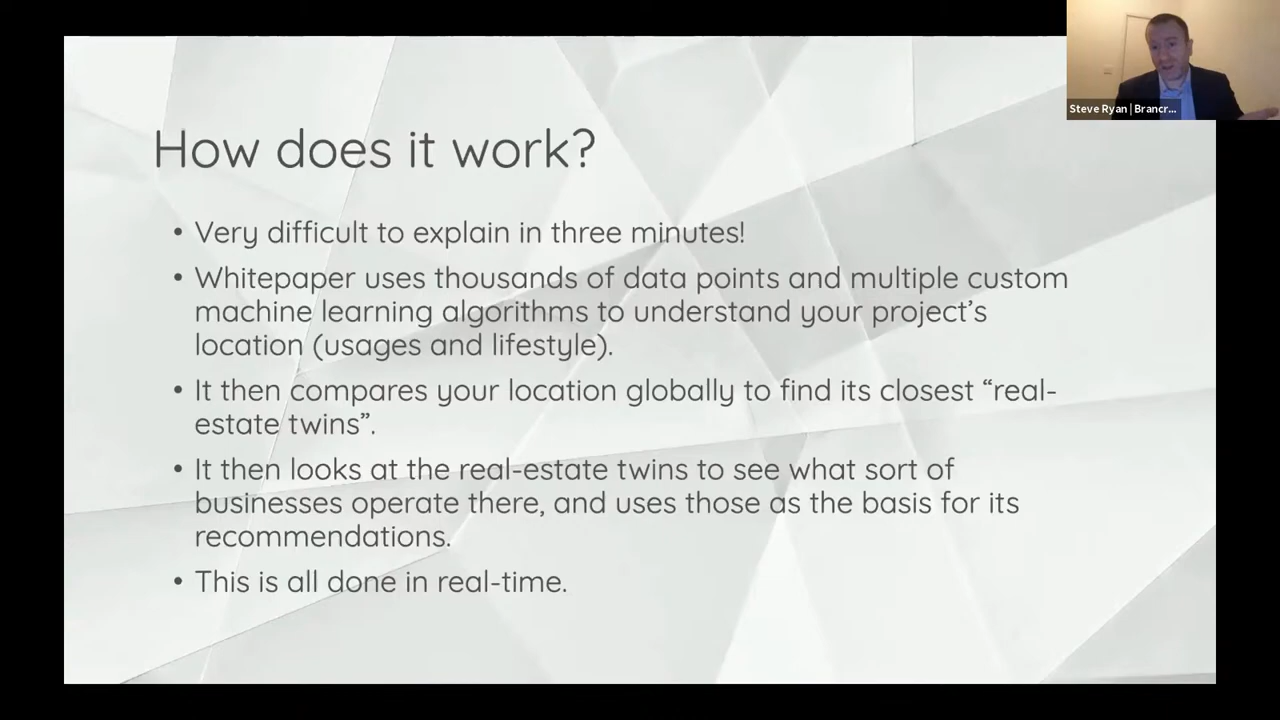 Steve Ryan | Brancr...
How does it work?
• Very difficult to explain in three minutes!
• Whitepaper uses thousands of data points and multiple custom
machine learning algorithms to understand your project’s
location (usages and lifestyle).
• It then compares your location globally to find its closest “real-
estate twins”.
• It then looks at the real-estate twins to see what sort of
businesses operate there, and uses those as the basis for its
recommendations.
• This is all done in real-time.